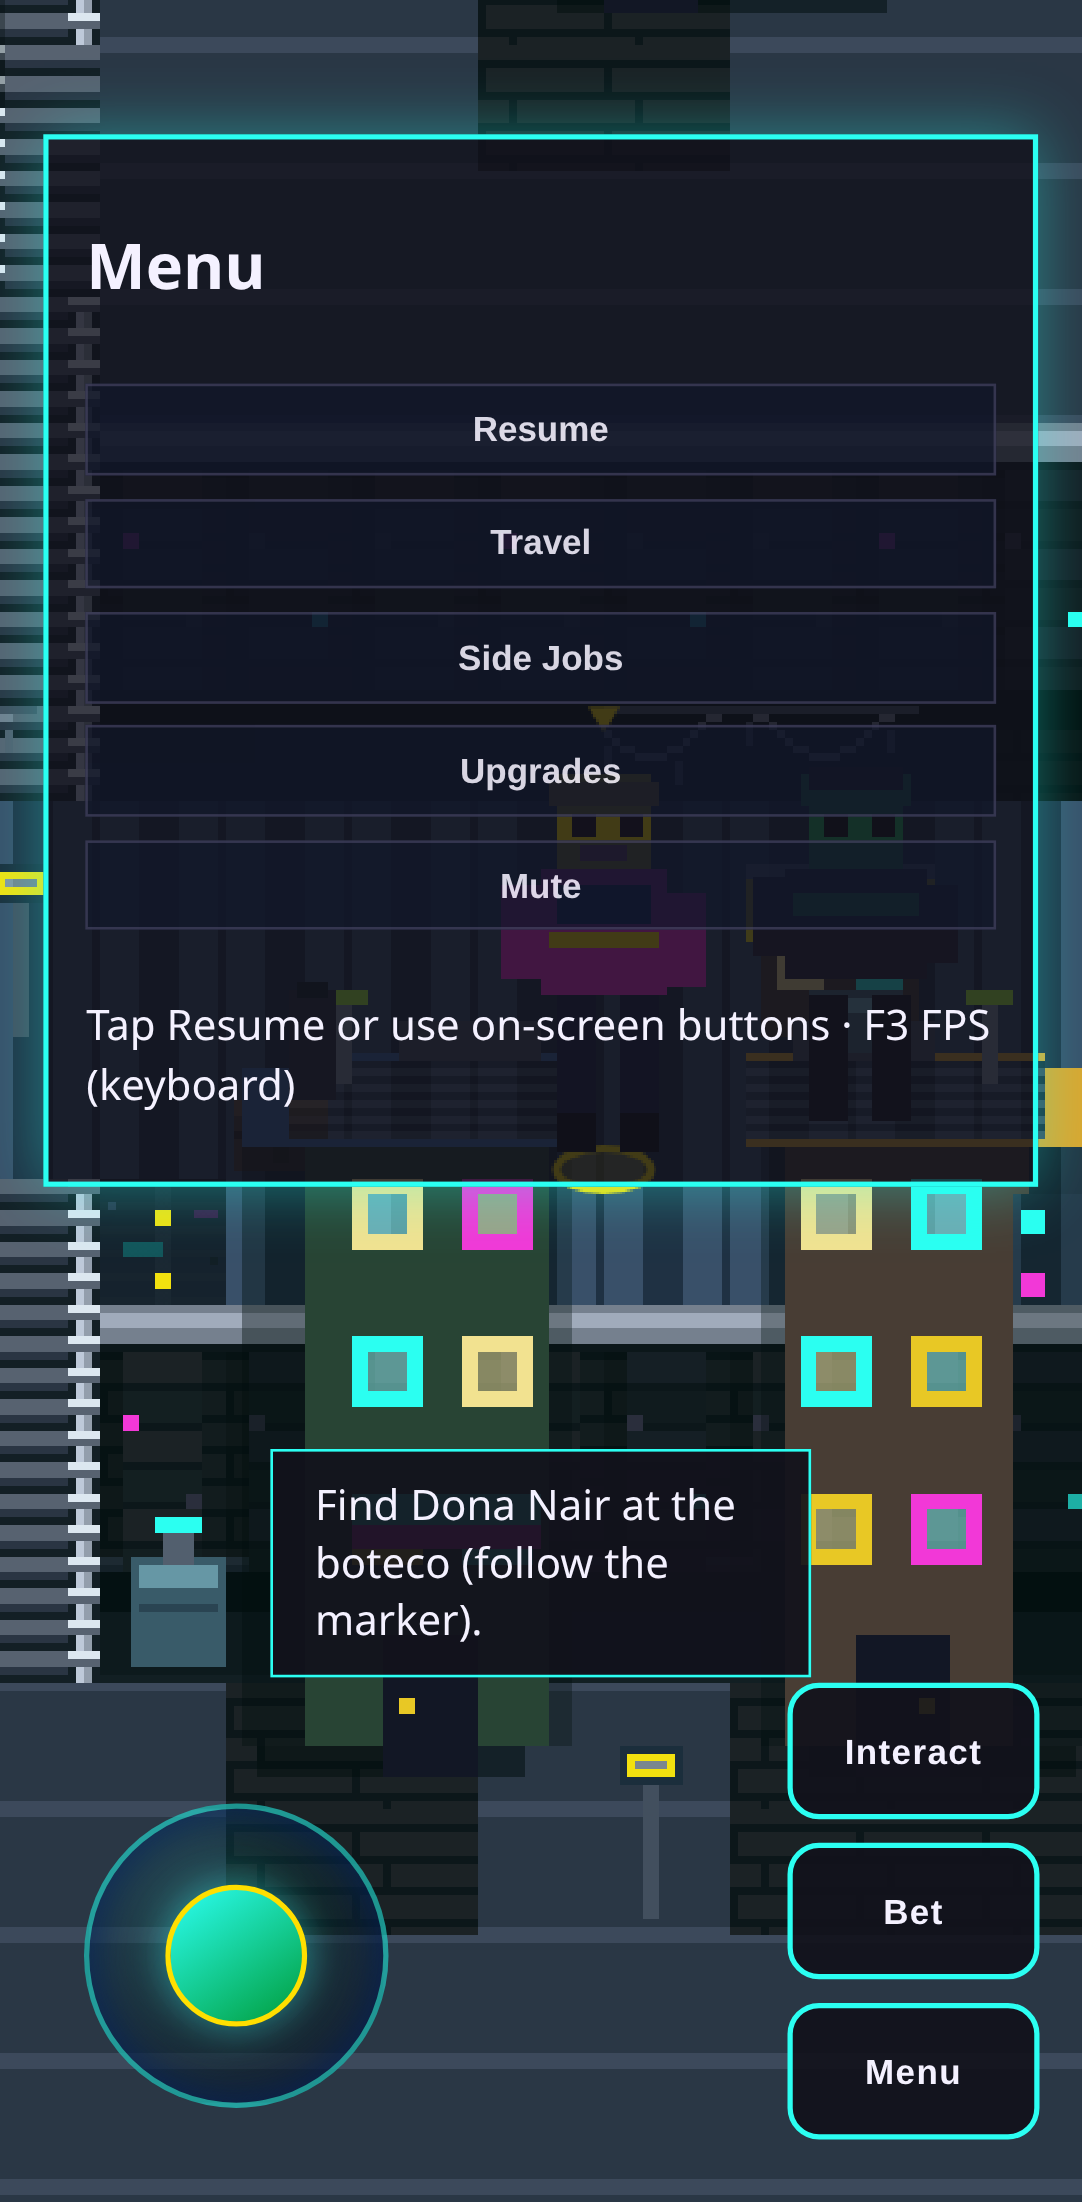 Menu
Resume
Travel
Side Jobs
Upgrades
Mute
Tap Resume or use on-screen buttons · F3 FPS
(keyboard)
Find Dona Nair at the
boteco (follow the
marker).
Interact
Bet
Menu